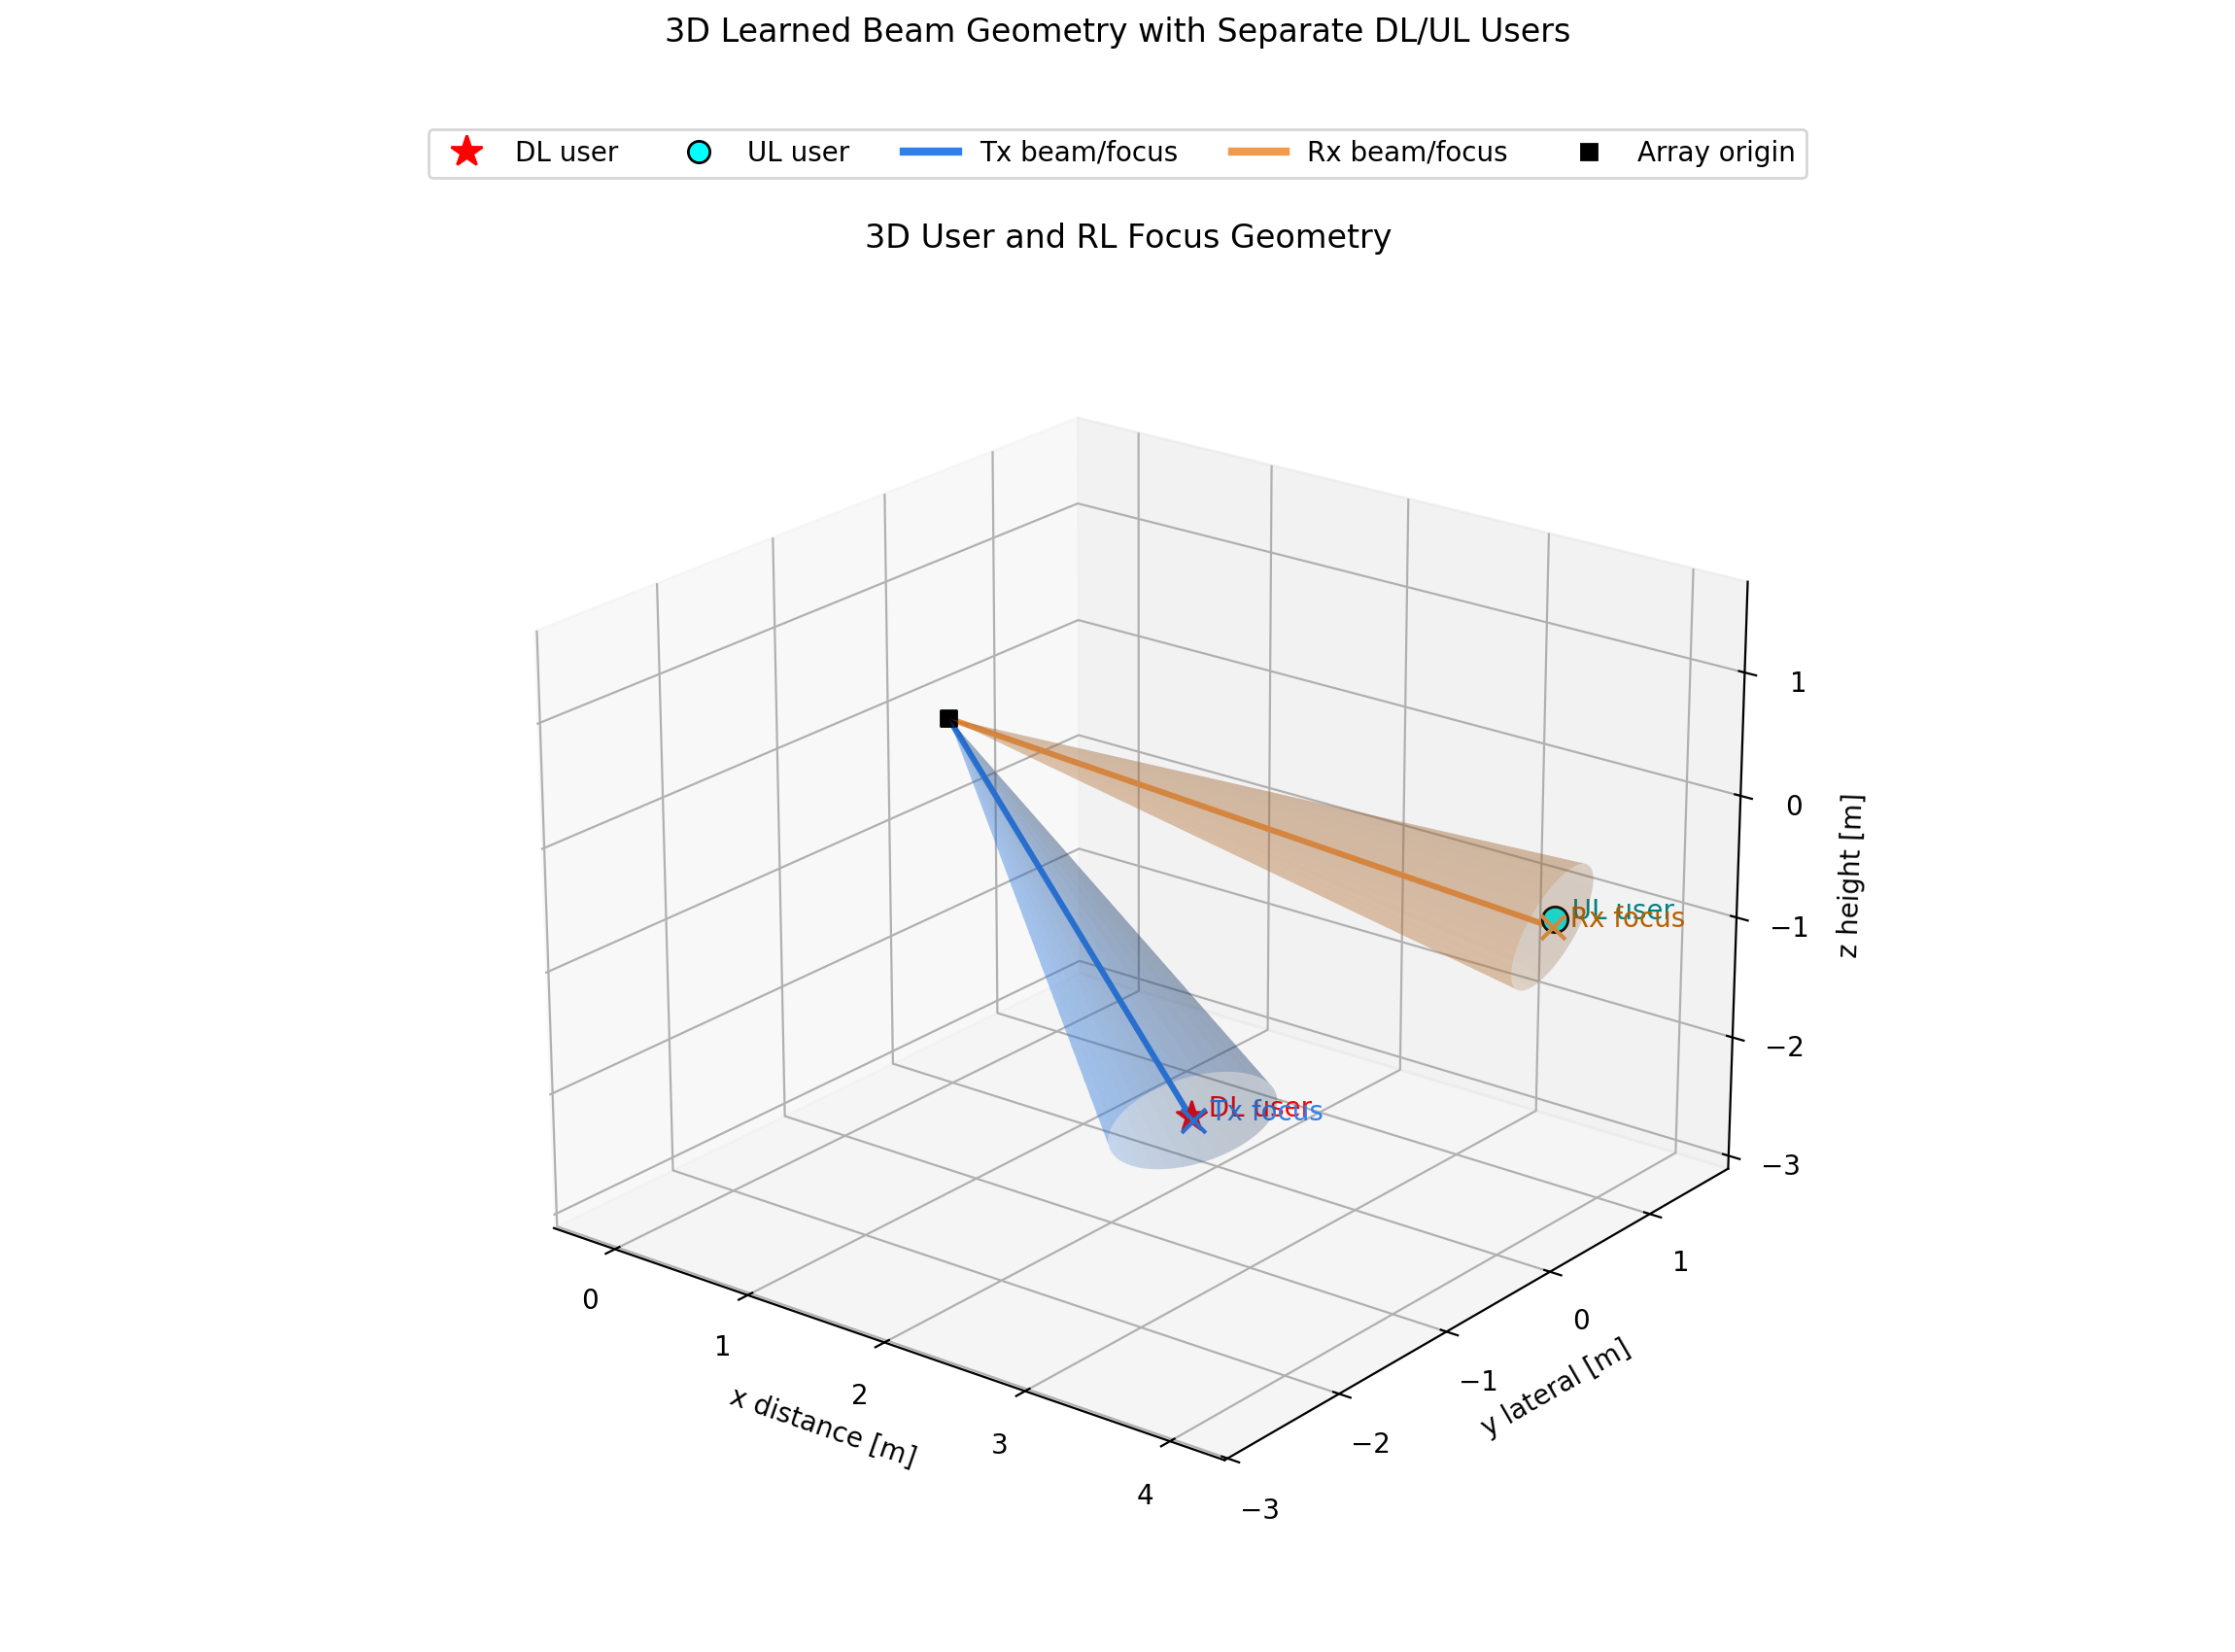 3D Learned Beam Geometry with Separate DL/UL Users
DL user
UL user
Tx beam/focus
Rx beam/focus
Array origin
3D User and RL Focus Geometry
1
0
−1
−2
−3
z height [m]
UL user
Rx focus
DL user
Tx focus
0
1
2
3
4
x distance [m]
−3
−2
−1
0
1
y lateral [m]